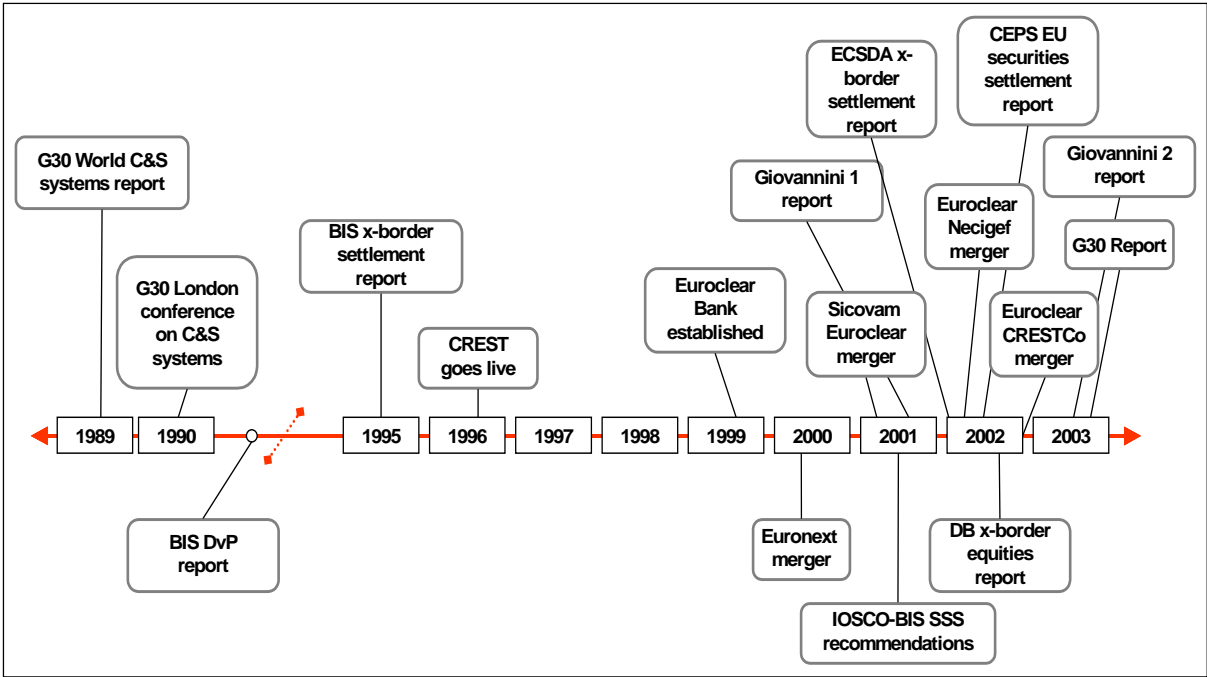 CEPS EU
securities
settlement
report
ECSDA x-
border
settlement
report
G30 World C&S
systems report
Giovannini 1
report
Giovannini 2
report
Euroclear
Necigef
merger
G30 Report
BIS x-border
settlement
report
G30 London
conference
on C&S
systems
Euroclear
Bank
established
Sicovam
Euroclear
merger
Euroclear
CRESTCo
merger
CREST
goes live
1989
1990
1995
1996
1997
1998
1999
2000
2001
2002
2003
BIS DvP
report
Euronext
merger
DB x-border
equities
report
IOSCO-BIS SSS
recommendations